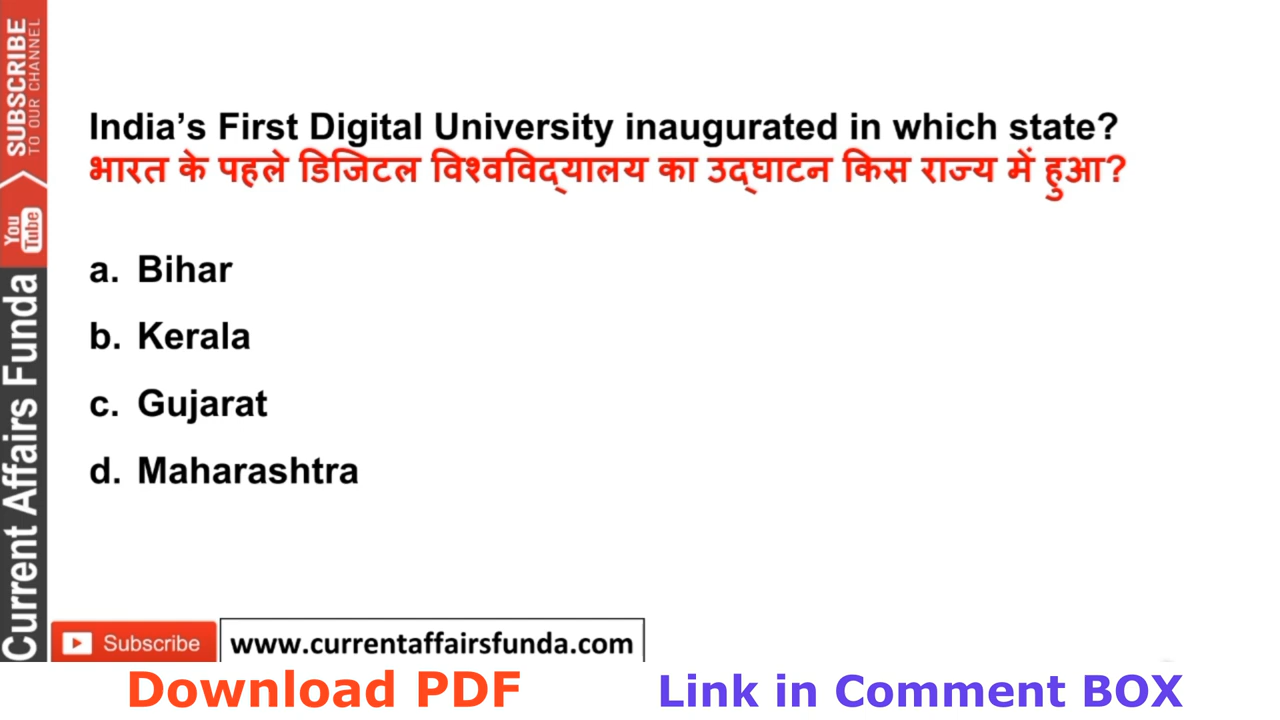 SUBSCRIBE
TO OUR CHANNEL
You
Tube
Current Affairs Funda
India’s First Digital University inaugurated in which state?
भारत के पहले डिजिटल विश्वविद्‌यालय का उद्‌घाटन किस राज्य में हुआ?
a. Bihar
b. Kerala
c. Gujarat
d. Maharashtra
Subscribe
www.currentaffairsfunda.com
Download PDF
Link in Comment BOX